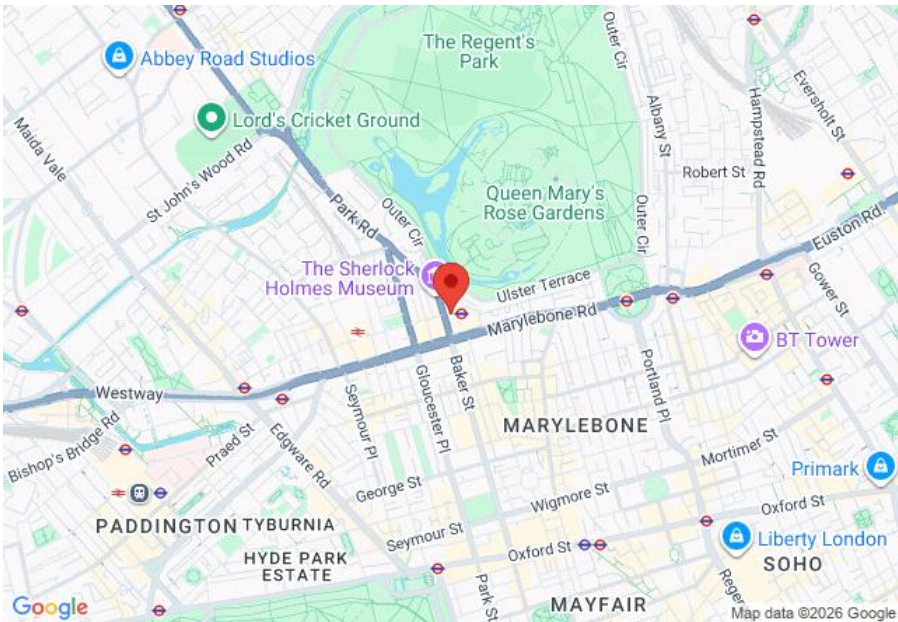 The Regent's
Park
Outer Cir
Abbey Road Studios
Eversholt St
Hampstead Rd
Albany St
Lord's Cricket Ground
Maida Vale
St John's Wood Rd
Robert St
Queen Mary's
Rose Gardens
Outer Cir
Park Rd
Outer Cir
Euston Rd.
The Sherlock
Holmes Museum
Ulster Terrace
Gower St
Marylebone Rd
BT Tower
Westway
Baker St
Gloucester Pl
Seymour Pl
Portland Pl
MARYLEBONE
Bishop's Bridge Rd
Praed St
Edgware Rd
Mortimer St
Primark
George St
Wigmore St
Oxford St
PADDINGTON
TYBURNIA
Seymour St
Liberty London
Oxford St
HYDE PARK
ESTATE
SOHO
Park St
Reger
MAYFAIR
Google
Map data ©2026 Google